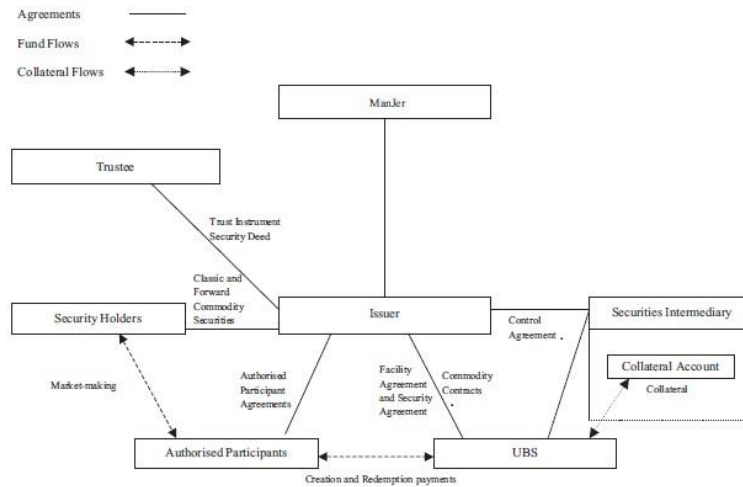 Agreements
Fund Flows
Collateral Flows
ManJer
Trustee
Trust Instrument
Security Deed
Classic and
Forward
Commodity
Securities
Security Holders
Issuer
Securities Intermediary
Control
Agreement
Collateral Account
Collateral
Market-making
Authorised
Participant
Agreements
Facility
Agreement
and Security
Agreement
Commodity
Contracts
Authorised Participants
UBS
Creation and Redemption payments